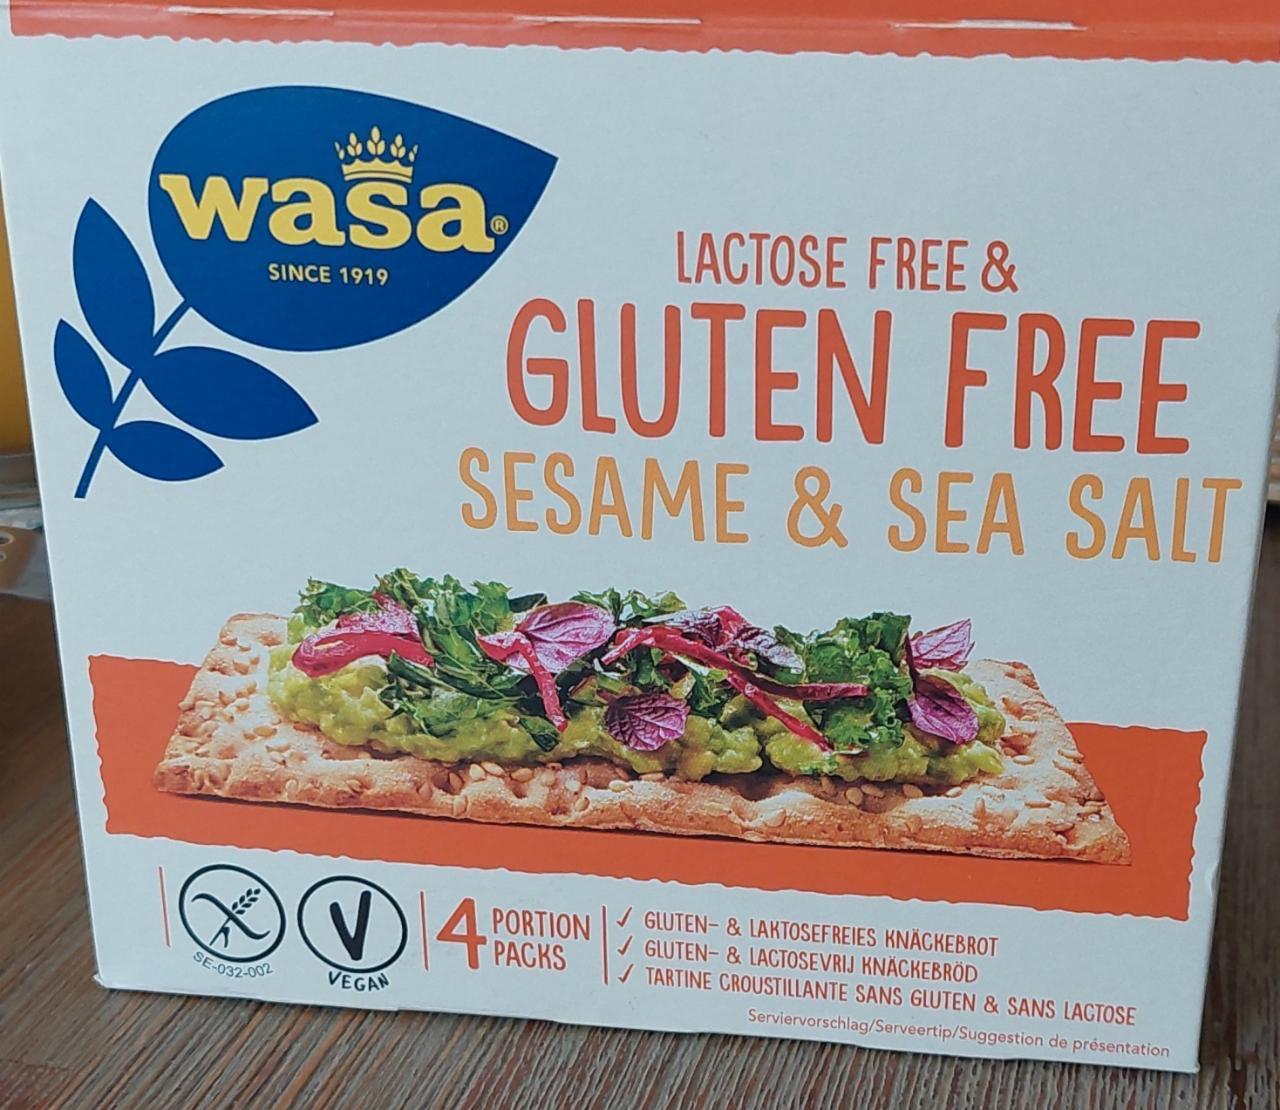 wasa®
SINCE 1919
LACTOSE FREE &
GLUTEN FREE
SESAME & SEA SALT
SE-032-002
V
VEGAN
4 PORTION
PACKS
✓ GLUTEN- & LAKTOSEFREIES KNÄCKEBROT
✓ GLUTEN- & LACTOSEVRIJ KNÄCKEBRÖD
✓ TARTINE CROUSTILLANTE SANS GLUTEN & SANS LACTOSE
Serviervorschlag/Serveertip/Suggestion de présentation